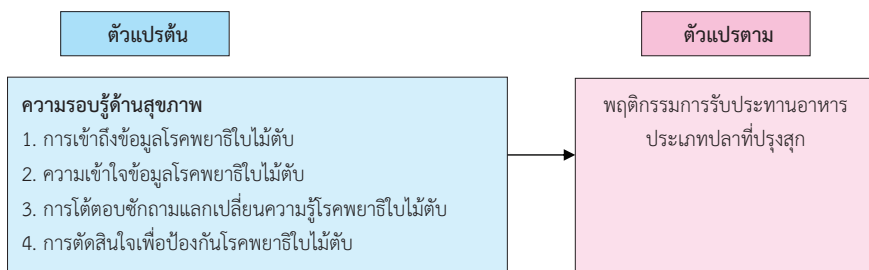 ตัวแปรต้น
ตัวแปรตาม
ความรอบรู้ด้านสุขภาพ
1. การเข้าถึงข้อมูลโรคพยาธิใบไม้ตับ
2. ความเข้าใจข้อมูลโรคพยาธิใบไม้ตับ
3. การโต้ตอบซักถามแลกเปลี่ยนความรู้โรคพยาธิใบไม้ตับ
4. การตัดสินใจเพื่อป้องกันโรคพยาธิใบไม้ตับ
พฤติกรรมการรับประทานอาหาร
ประเภทปลาที่ปรุงสุก